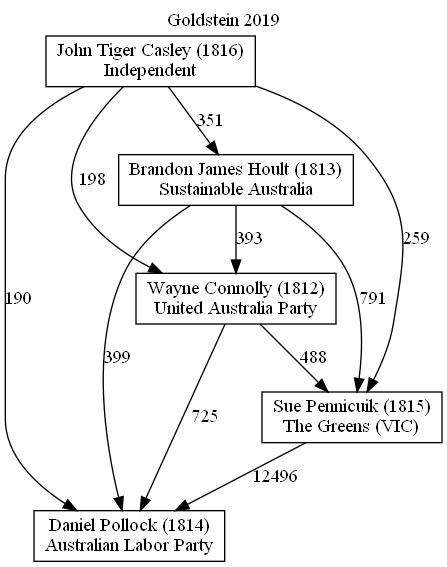 Goldstein 2019
John Tiger Casley (1816)
Independent
351
Brandon James Hoult (1813)
Sustainable Australia
198
393
259
Wayne Connolly (1812)
United Australia Party
190
399
791
488
725
Sue Pennicuik (1815)
The Greens (VIC)
12496
Daniel Pollock (1814)
Australian Labor Party